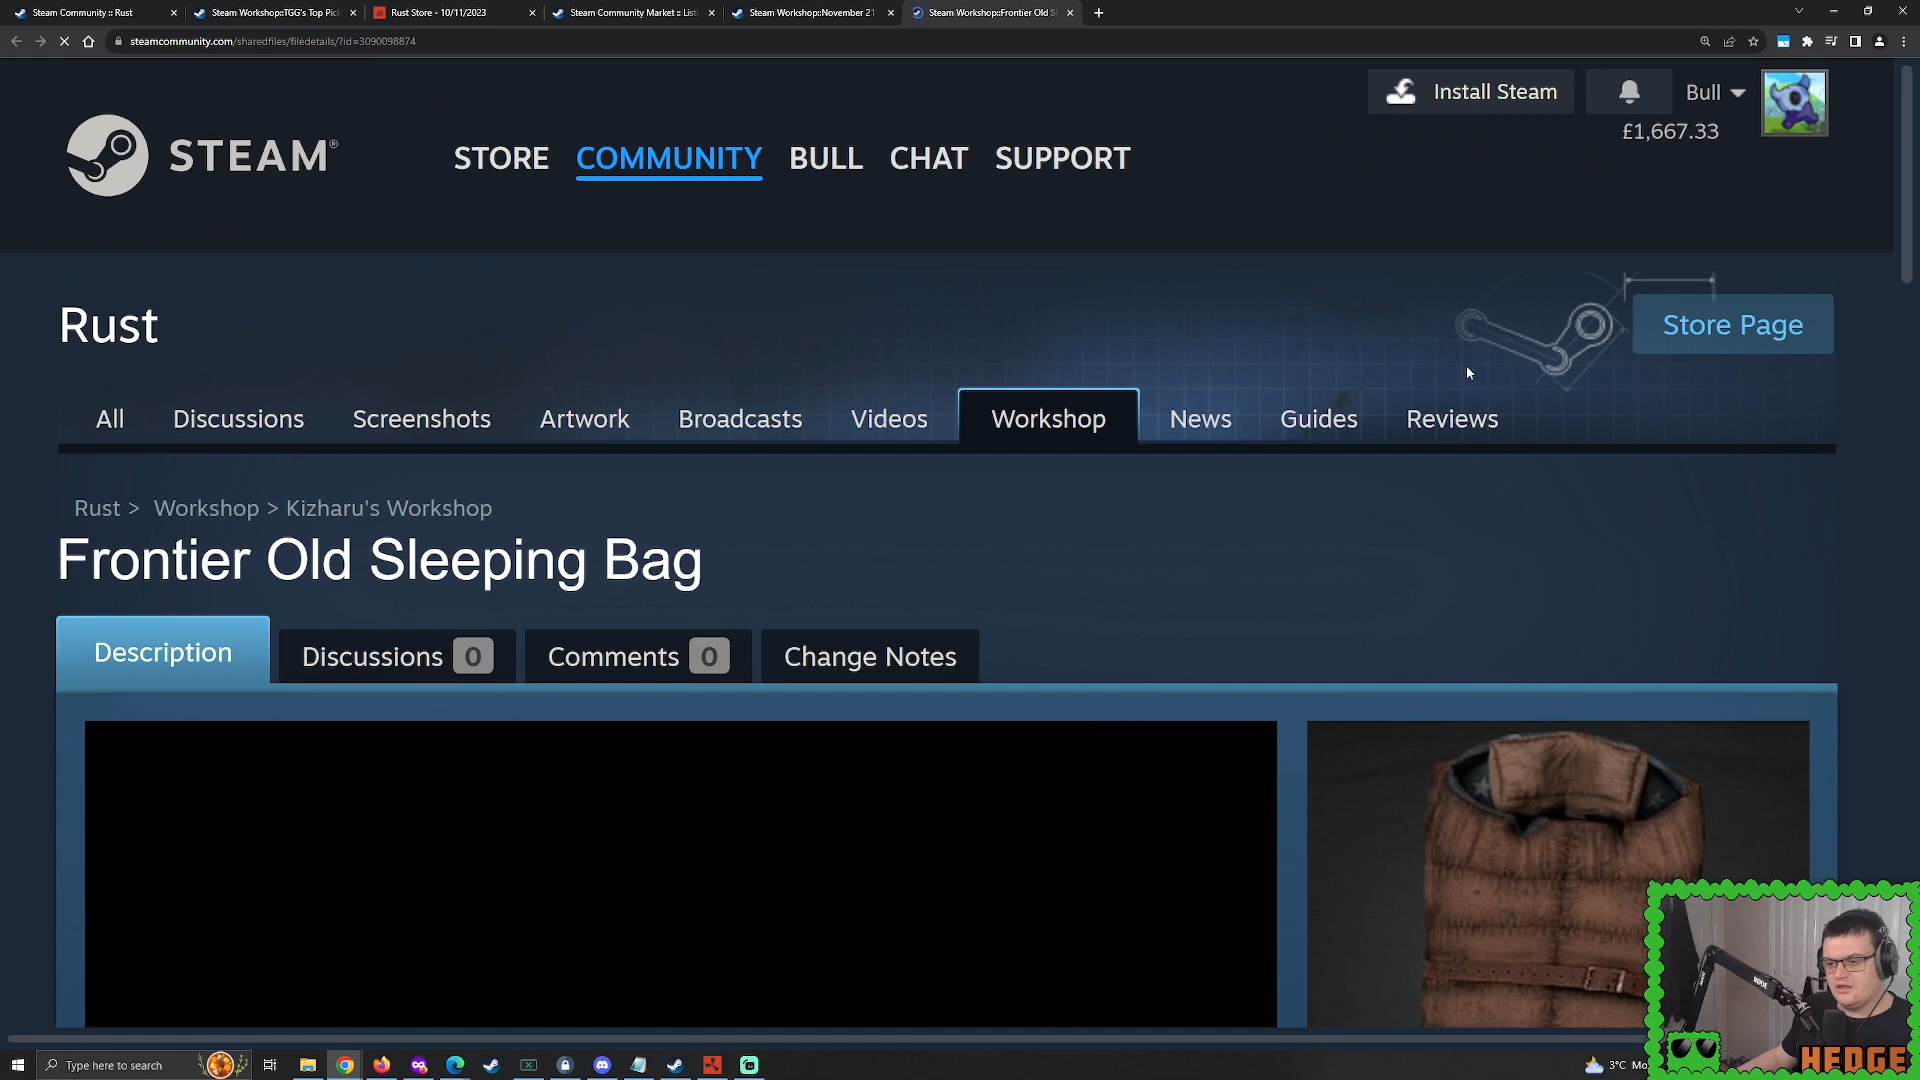 Steam Community :: Rust
Steam Workshop::TGG's Top Pic
Rust Store - 10/11/2023
Steam Community Market :: List
Steam Workshop::November 21
Steam Workshop::Frontier Old S
steamcommunity.com/sharedfiles/filedetails/?id=3090098874
Install Steam
Bull
£1,667.33
STEAM®
STORE
COMMUNITY
BULL
CHAT
SUPPORT
Rust
Store Page
All
Discussions
Screenshots
Artwork
Broadcasts
Videos
Workshop
News
Guides
Reviews
Rust > Workshop > Kizharu's Workshop
Frontier Old Sleeping Bag
Description
Discussions 0
Comments 0
Change Notes
HEDGE
Type here to search
3°C